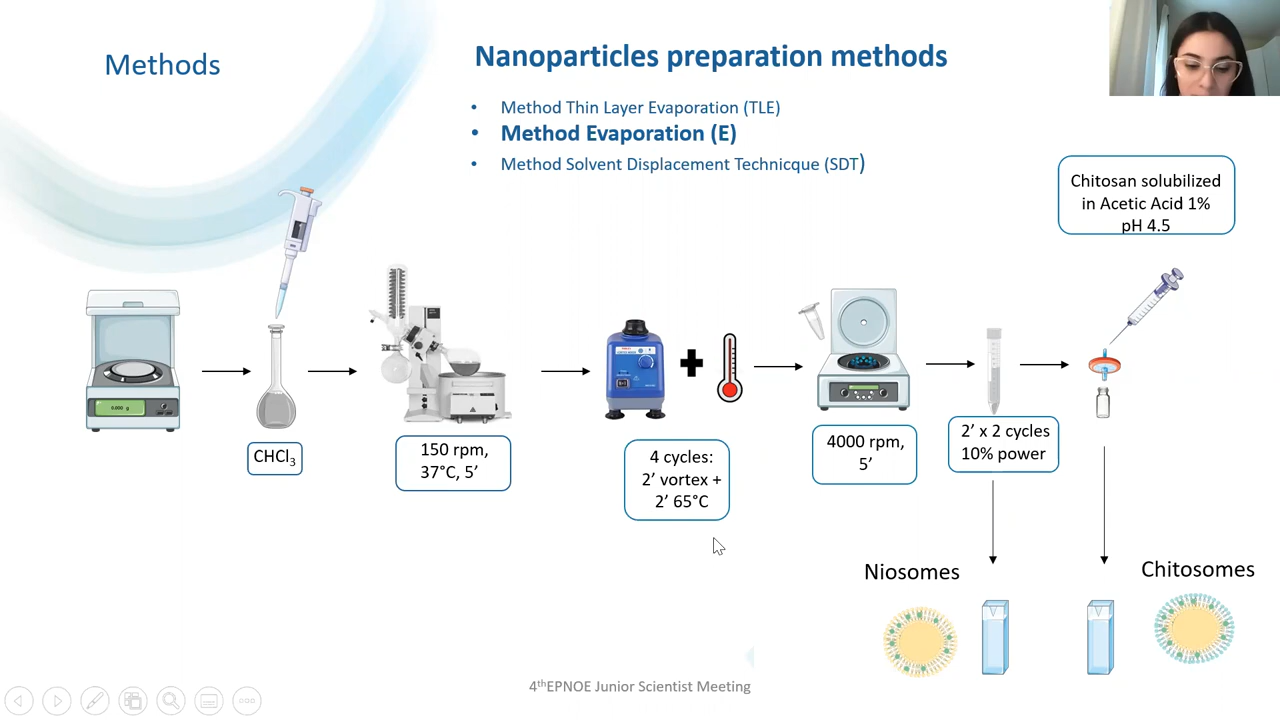 Methods
Nanoparticles preparation methods
• Method Thin Layer Evaporation (TLE)
• Method Evaporation (E)
• Method Solvent Displacement Technicque (SDT)
Chitosan solubilized
in Acetic Acid 1%
pH 4.5
0,000 g
CHCl₃
150 rpm,
37°C, 5’
4 cycles:
2’ vortex +
2’ 65°C
4000 rpm,
5’
2’ x 2 cycles
10% power
Niosomes
Chitosomes
4ᵗʰEPNOE Junior Scientist Meeting